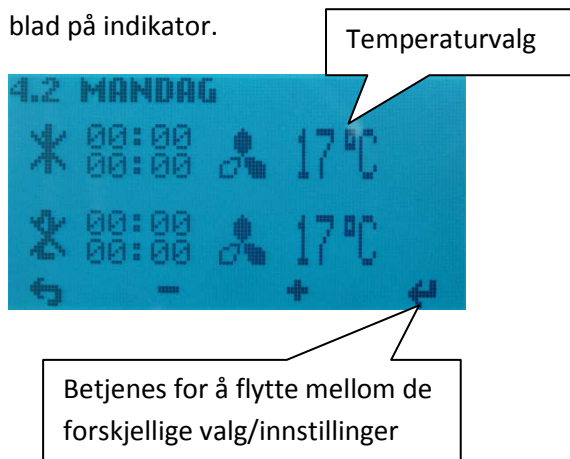 blad på indikator.
Temperaturvalg
4.2 MANDAG
00:00
00:00
17°C
00:00
00:00
17°C
- +
Betjenes for å flytte mellom de
forskjellige valg/innstillinger